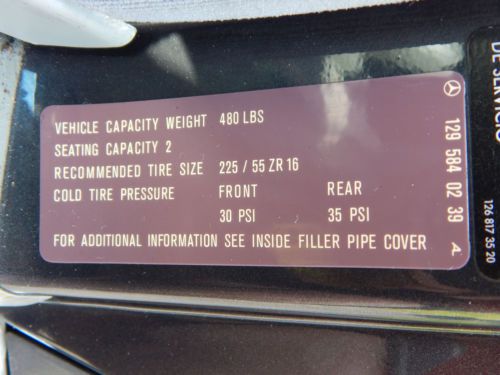 VEHICLE CAPACITY WEIGHT 480 LBS
SEATING CAPACITY 2
RECOMMENDED TIRE SIZE 225 / 55 ZR 16
COLD TIRE PRESSURE FRONT REAR
30 PSI 35 PSI
FOR ADDITIONAL INFORMATION SEE INSIDE FILLER PIPE COVER
129 584 02 39
DE SERVICIO
126 817 35 20